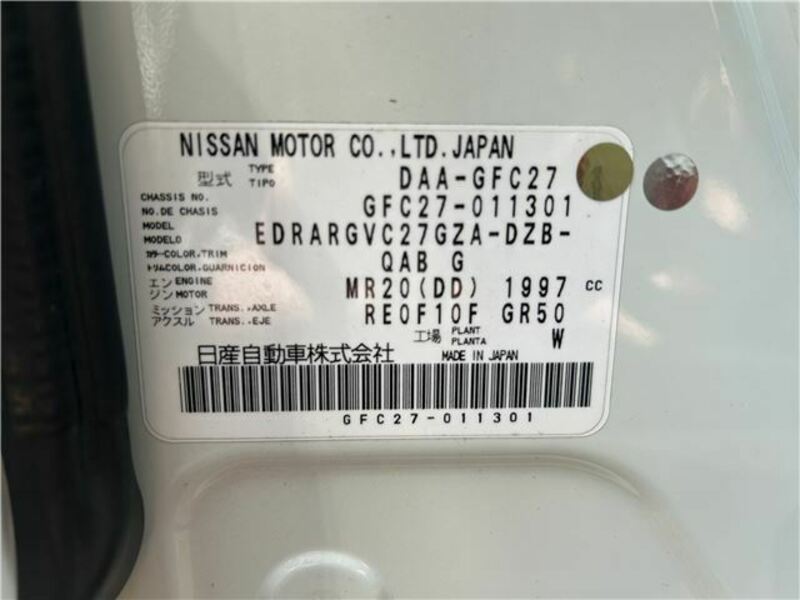 NISSAN MOTOR CO.,LTD.JAPAN
型式 TYPE TIPO DAA-GFC27
CHASSIS NO. NO.DE CHASIS GFC27-011301
MODEL MODELO EDRARGVC27GZA-DZB-
カラー COLOR,TRIM トリム COLOR,GUARNICION QAB G
エンジン ENGINE MOTOR MR20(DD) 1997 CC
ミッション アクスル TRANS.,AXLE TRANS.,EJE RE0F10F GR50
工場 PLANT PLANTA W
日産自動車株式会社 MADE IN JAPAN
GFC27-011301